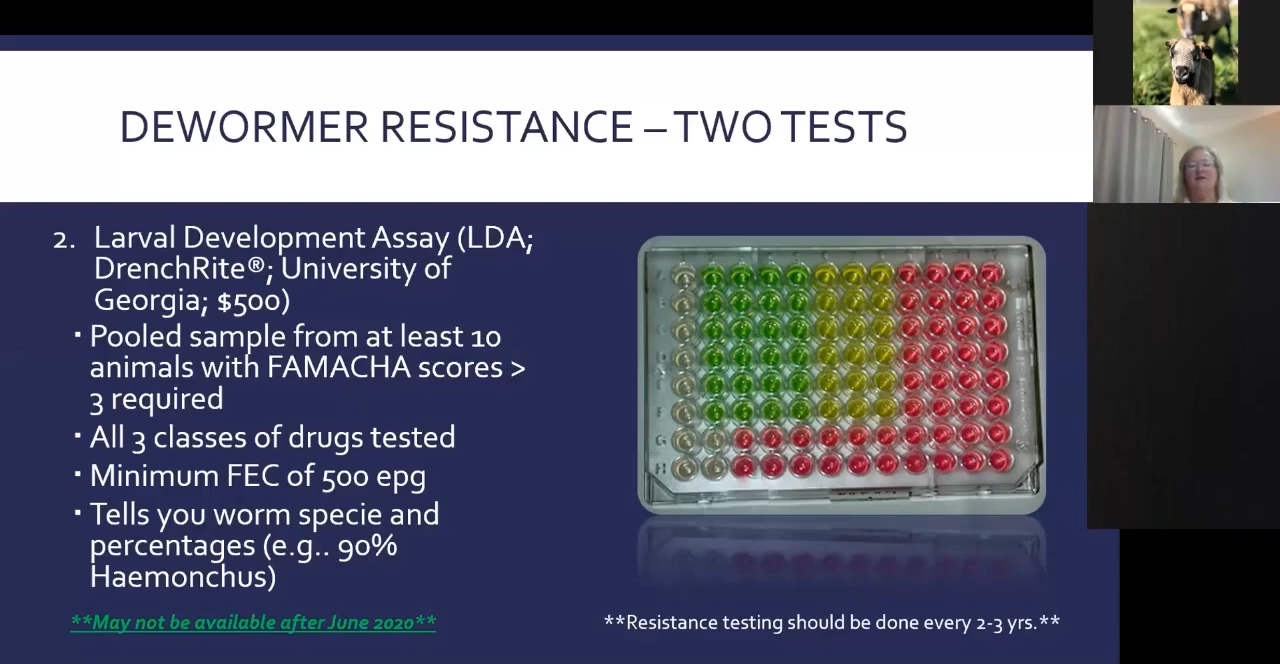 DEWORMER RESISTANCE – TWO TESTS
2. Larval Development Assay (LDA;
DrenchRite®; University of
Georgia; $500)
▪ Pooled sample from at least 10
animals with FAMACHA scores >
3 required
▪ All 3 classes of drugs tested
▪ Minimum FEC of 500 epg
▪ Tells you worm specie and
percentages (e.g.. 90%
Haemonchus)
**May not be available after June 2020**
**Resistance testing should be done every 2-3 yrs.**